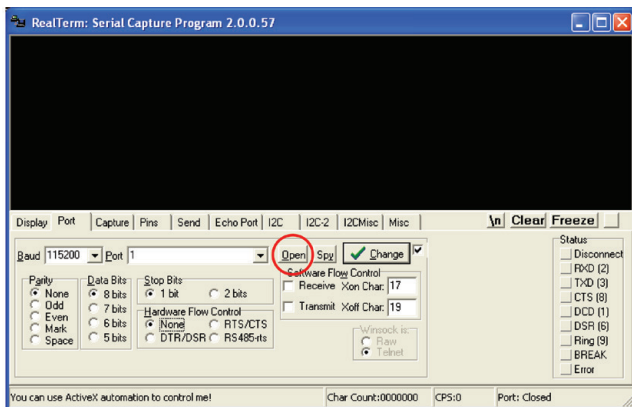 RealTerm: Serial Capture Program 2.0.0.57
Display Port Capture Pins Send Echo Port I2C I2C-2 I2CMisc Misc \n Clear Freeze
Baud 115200 Port 1 Open Spy Change
Status
Disconnect
RXD (2)
TXD (3)
CTS (8)
DCD (1)
DSR (6)
Ring (9)
BREAK
Error
Parity
None
Odd
Even
Mark
Space
Data Bits
8 bits
7 bits
6 bits
5 bits
Stop Bits
1 bit 2 bits
Hardware Flow Control
None RTS/CTS
DTR/DSR RS485-rts
Software Flow Control
Receive Xon Char: 17
Transmit Xoff Char: 19
Winsock is:
Raw
Telnet
You can use ActiveX automation to control me! Char Count:0000000 CPS:0 Port: Closed